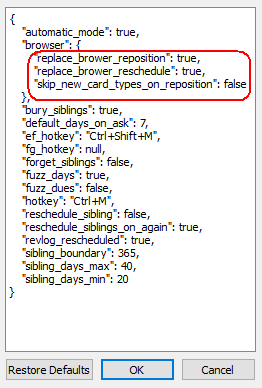 {
"automatic_mode": true,
"browser": {
"replace_brower_reposition": true,
"replace_brower_reschedule": true,
"skip_new_card_types_on_reposition": false
},
"bury_siblings": true,
"default_days_on_ask": 7,
"ef_hotkey": "Ctrl+Shift+M",
"fg_hotkey": null,
"forget_siblings": false,
"fuzz_days": true,
"fuzz_dues": false,
"hotkey": "Ctrl+M",
"reschedule_sibling": false,
"reschedule_siblings_on_again": true,
"revlog_rescheduled": true,
"sibling_boundary": 365,
"sibling_days_max": 40,
"sibling_days_min": 20
}
Restore Defaults OK Cancel